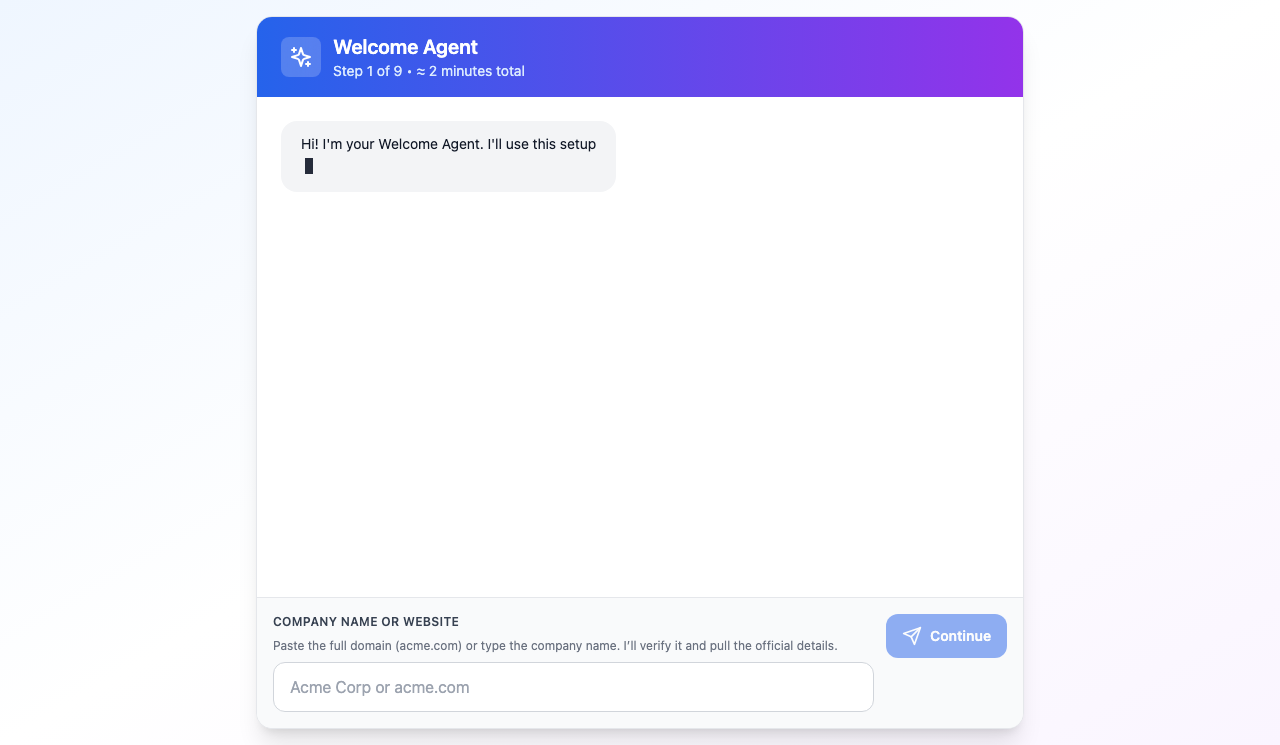 Welcome Agent
Step 1 of 9 • ≈ 2 minutes total
Hi! I'm your Welcome Agent. I'll use this setup
COMPANY NAME OR WEBSITE
Paste the full domain (acme.com) or type the company name. I’ll verify it and pull the official details.
Acme Corp or acme.com
Continue